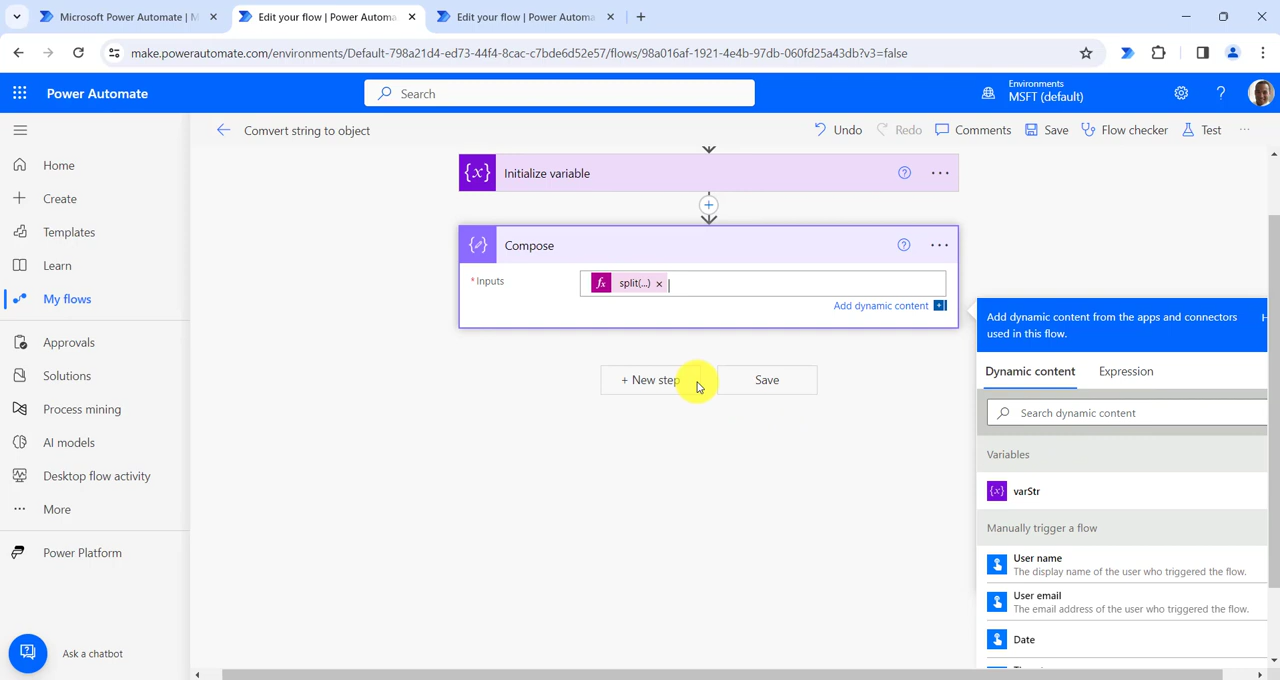 Microsoft Power Automate | M
Edit your flow | Power Automa
Edit your flow | Power Automa
make.powerautomate.com/environments/Default-798a21d4-ed73-44f4-8cac-c7bde6d52e57/flows/98a016af-1921-4e4b-97db-060fd25a43db?v3=false
Power Automate
Search
Environments
MSFT (default)
Comvert string to object
Undo
Redo
Comments
Save
Flow checker
Test
Home
Create
Templates
Learn
My flows
Approvals
Solutions
Process mining
AI models
Desktop flow activity
More
Power Platform
Ask a chatbot
Initialize variable
Compose
* Inputs
split(...)
Add dynamic content
+ New step
Save
Add dynamic content from the apps and connectors
used in this flow.
Dynamic content
Expression
Search dynamic content
Variables
varStr
Manually trigger a flow
User name
The display name of the user who triggered the flow.
User email
The email address of the user who triggered the flow.
Date